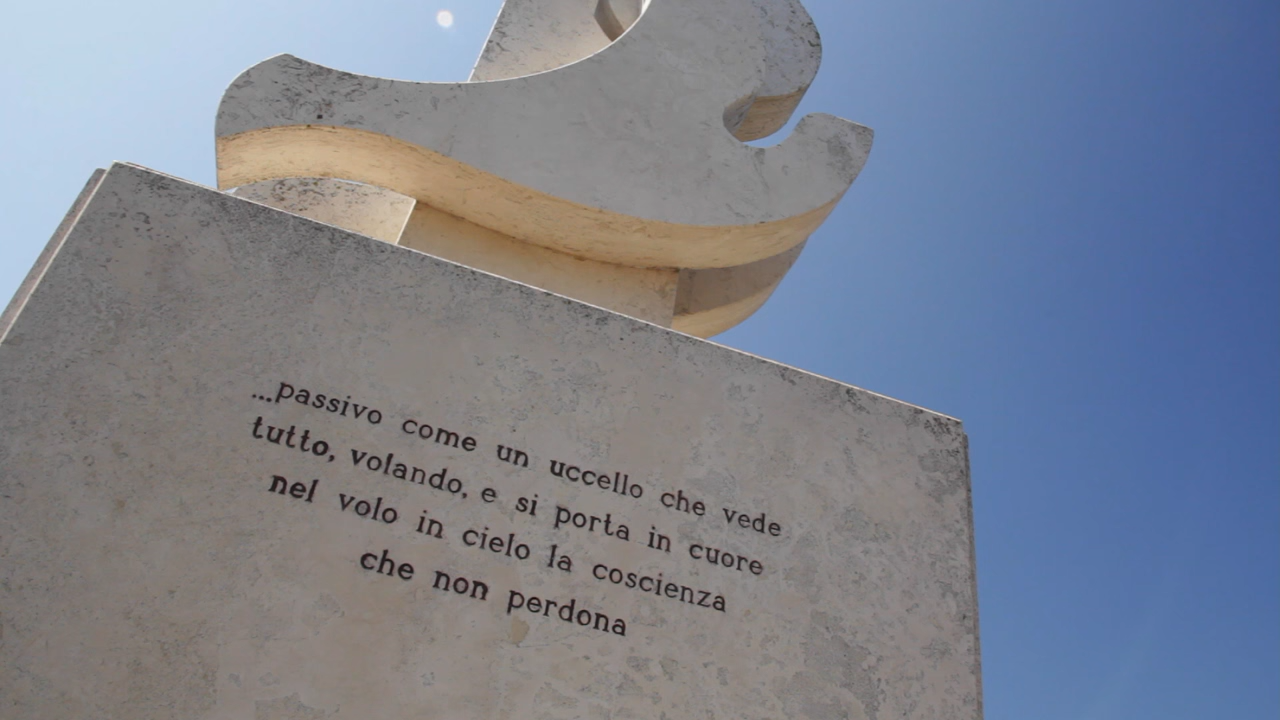 ...passivo come un uccello che vede
tutto, volando, e si porta in cuore
nel volo in cielo la coscienza
che non perdona